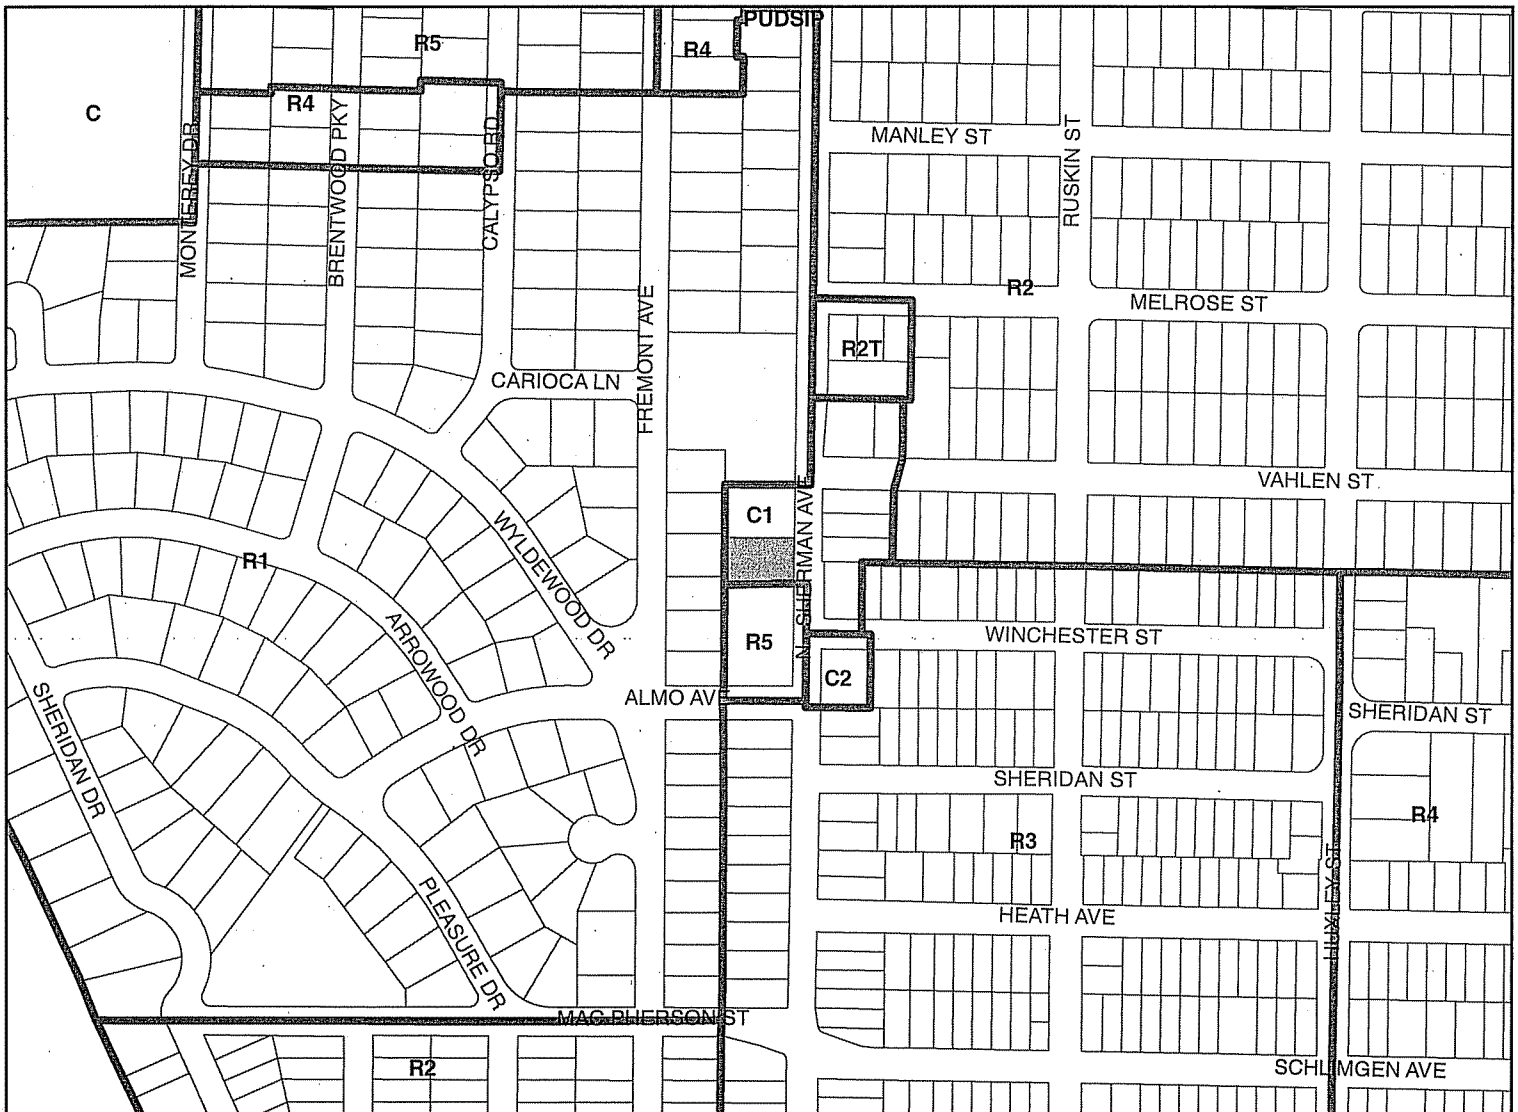 PUDSIP
R5
R4
C
R4
MONTEREY DR
BRENTWOOD PKY
CALYPSO RD
MANLEY ST
RUSKIN ST
R2
MELROSE ST
FREMONT AVE
R2T
CARIOCA LN
VAHLEN ST
C1
N SHERMAN AVE
WYLDEWOOD DR
R1
ARROWOOD DR
WINCHESTER ST
R5
C2
ALMO AVE
SHERIDAN ST
SHERIDAN DR
SHERIDAN ST
R4
R3
HUXLEY ST
PLEASURE DR
HEATH AVE
MAC PHERSON ST
R2
SCHLIMGEN AVE